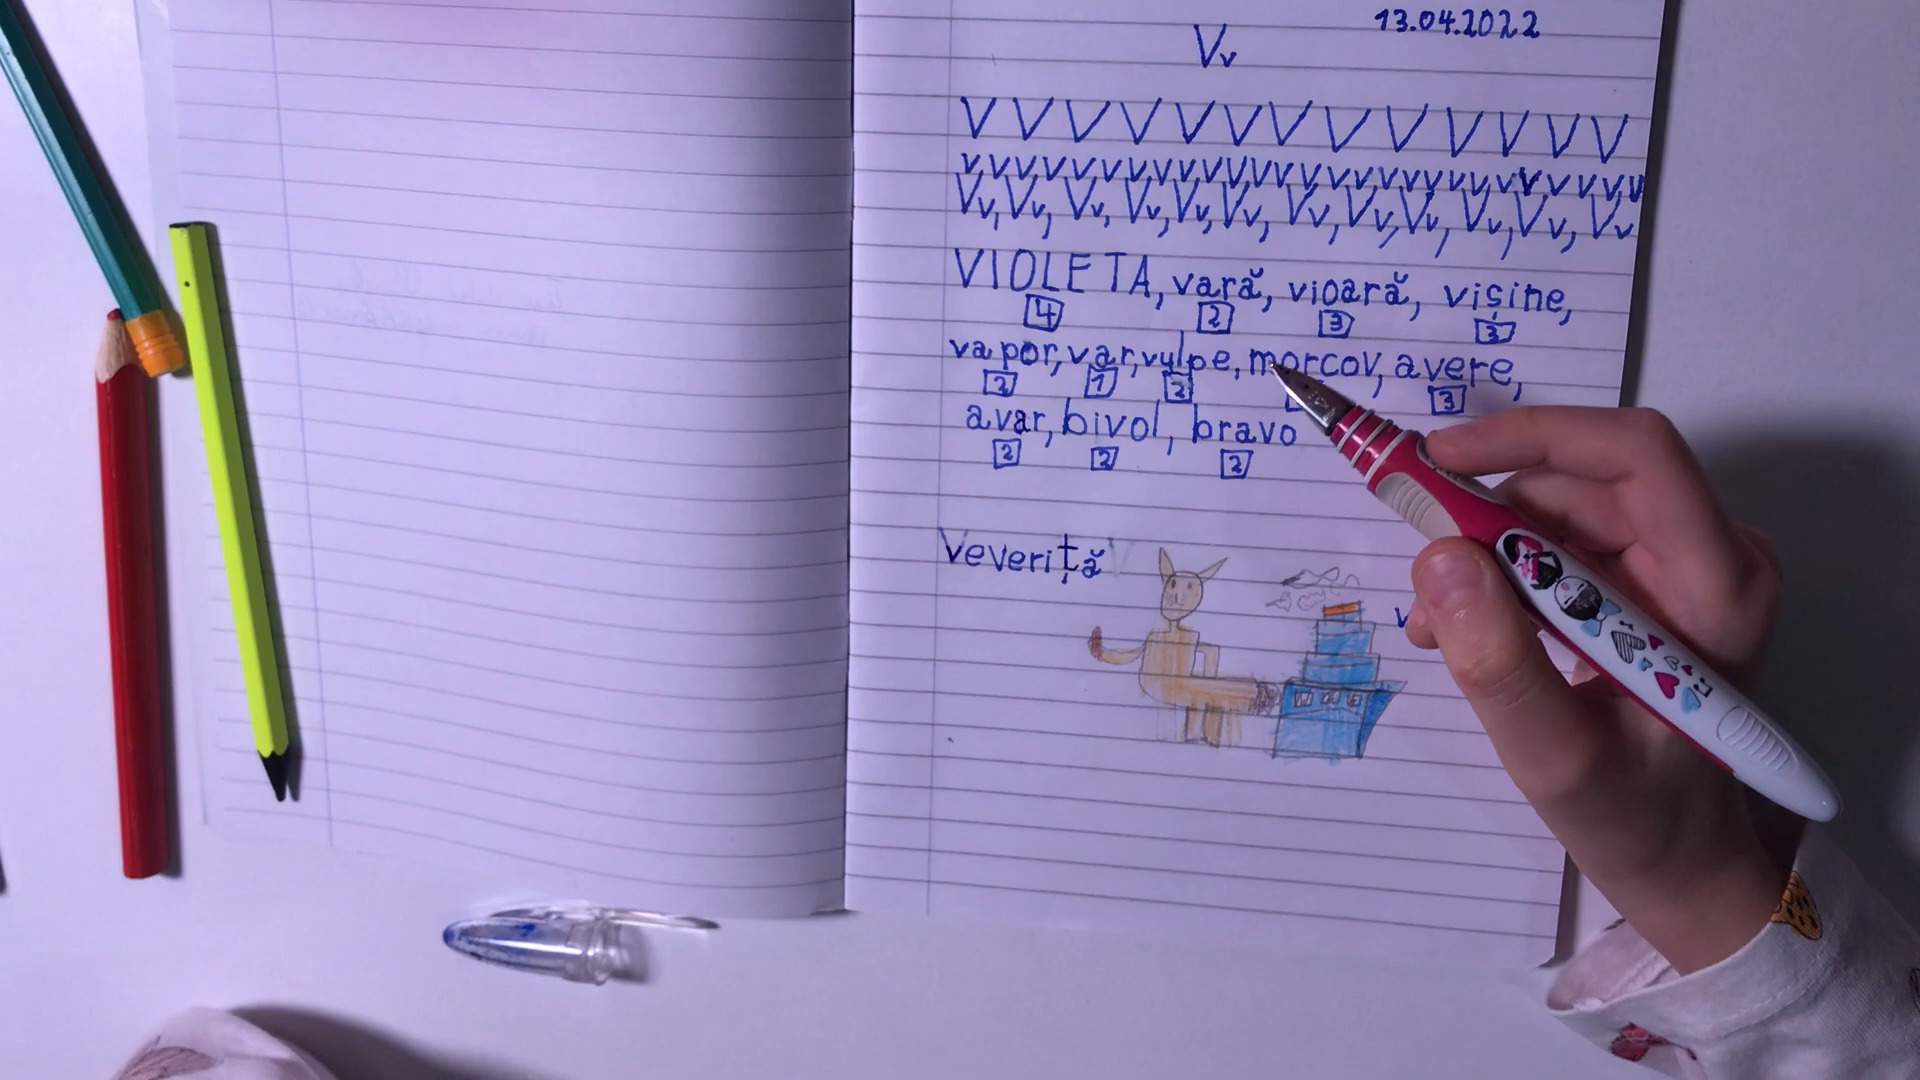 13.04.2022
Vv
V V V V V V V V V V V V V
v v v v v v v v v v v v v v v v v v v v v v v v v v v v v
Vv, Vv, Vv, Vv, Vv, Vv, Vv, Vv, Vv, Vv, Vv, Vv
VIOLETA, vară, vioară, vișine,
4 2 3 3
vapor, var, vulpe, morcov, avere,
2 1 2 3
avar, bivol, bravo
2 2 2
Veveriță